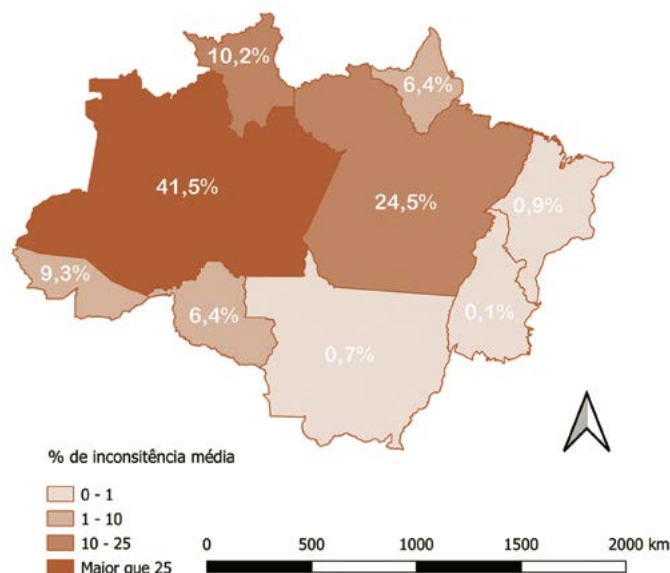 10,2%
6,4%
41,5%
24,5%
0,9%
9,3%
6,4%
0,1%
0,7%
% de inconsitência média
0 - 1
1 - 10
10 - 25
Maior que 25
0 500 1000 1500 2000 km